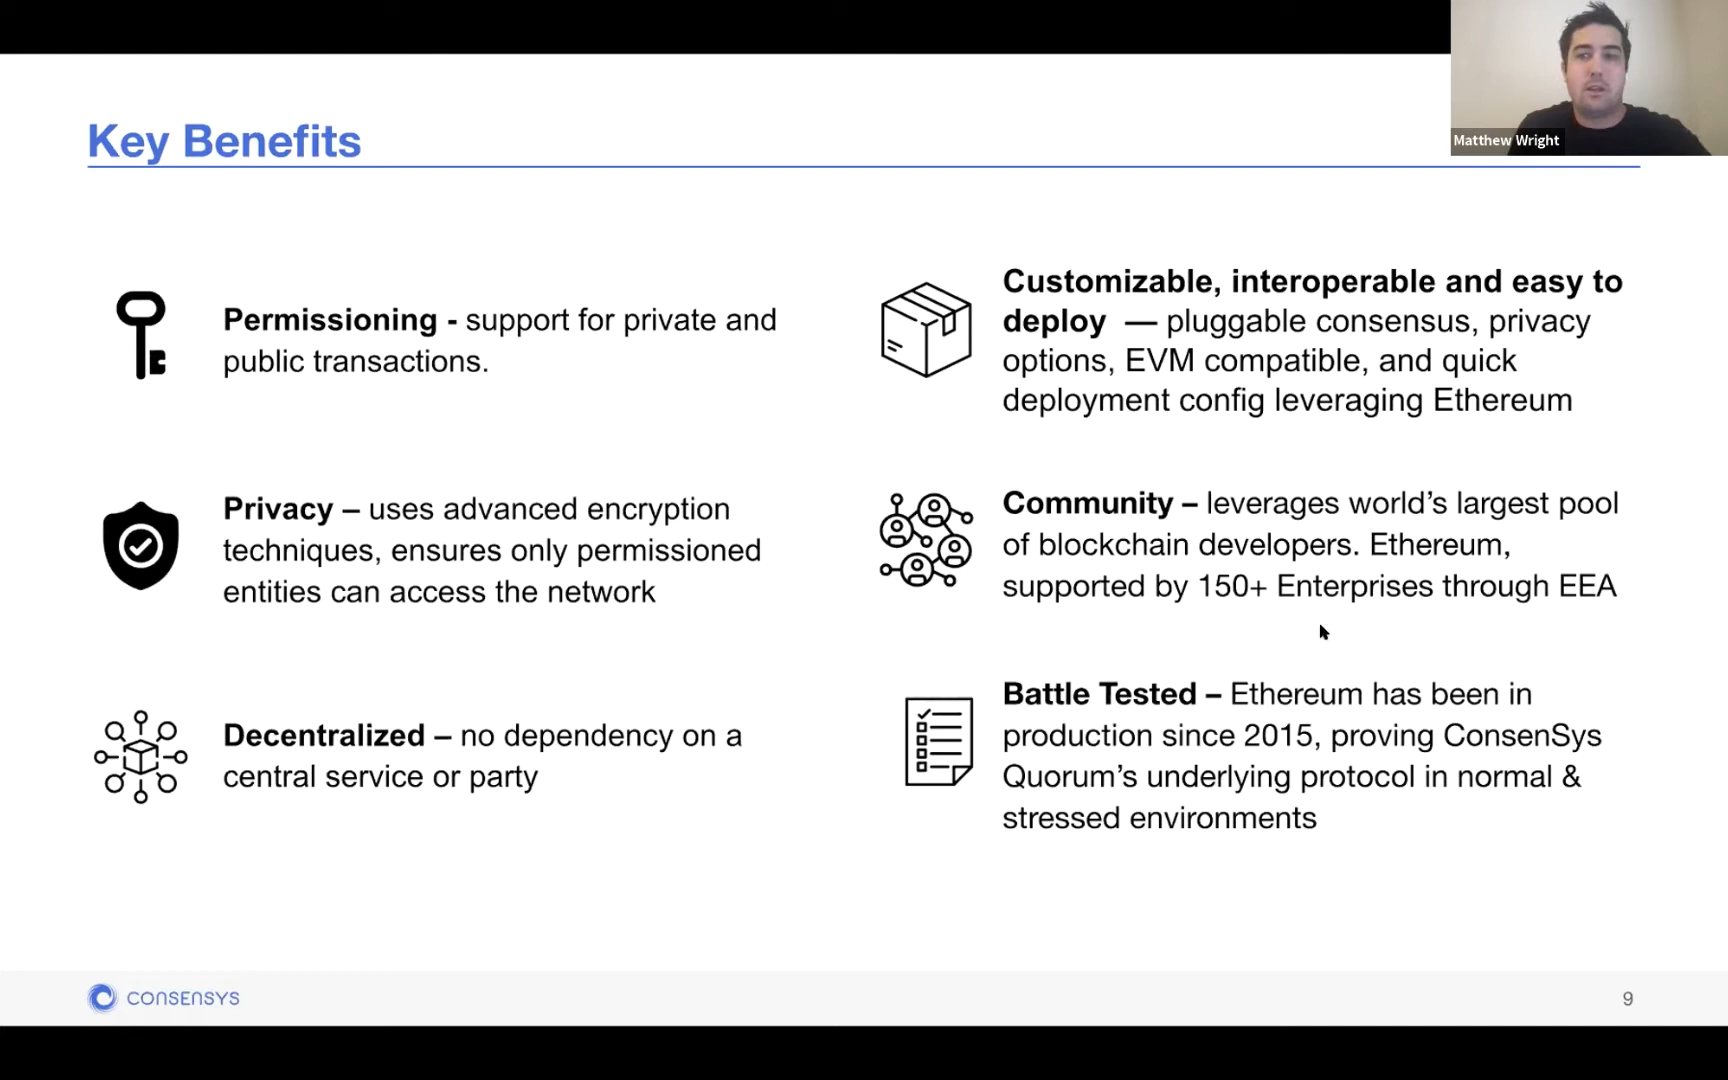 Matthew Wright
Key Benefits
Permissioning - support for private and
public transactions.
Privacy – uses advanced encryption
techniques, ensures only permissioned
entities can access the network
Decentralized – no dependency on a
central service or party
Customizable, interoperable and easy to
deploy — pluggable consensus, privacy
options, EVM compatible, and quick
deployment config leveraging Ethereum
Community – leverages world’s largest pool
of blockchain developers. Ethereum,
supported by 150+ Enterprises through EEA
Battle Tested – Ethereum has been in
production since 2015, proving ConsenSys
Quorum’s underlying protocol in normal &
stressed environments
CONSENSYS
9